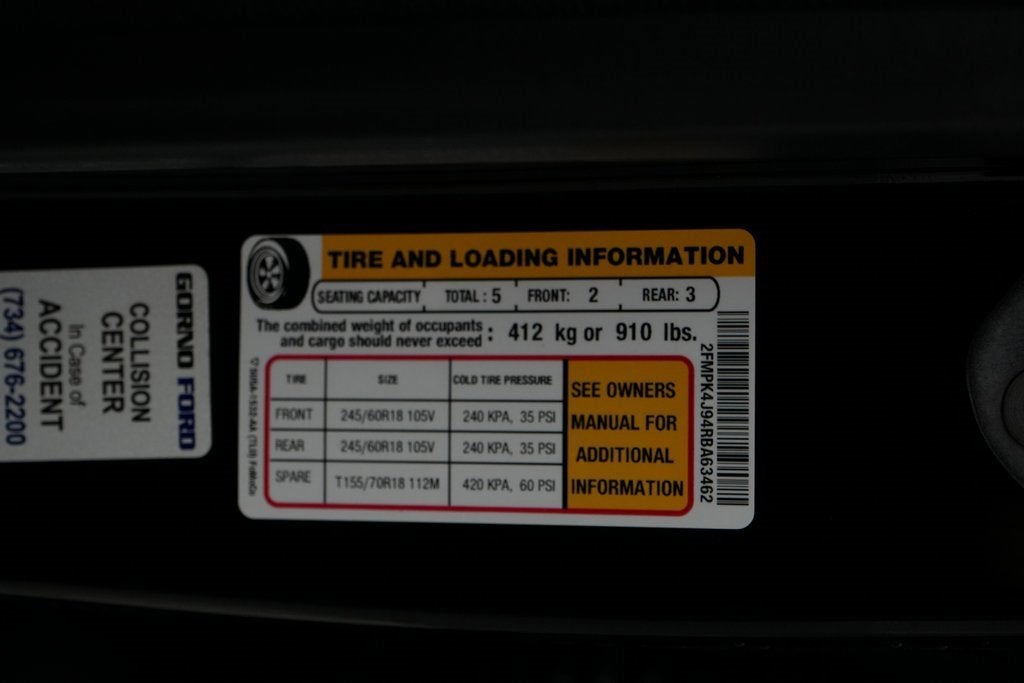 GORNO FORD
COLLISION
CENTER
In Case of
ACCIDENT
(734) 676-2200
TIRE AND LOADING INFORMATION
SEATING CAPACITY TOTAL: 5 FRONT: 2 REAR: 3
The combined weight of occupants
and cargo should never exceed : 412 kg or 910 lbs.
TIRE SIZE COLD TIRE PRESSURE
FRONT 245/60R18 105V 240 KPA, 35 PSI
REAR 245/60R18 105V 240 KPA, 35 PSI
SPARE T155/70R18 112M 420 KPA, 60 PSI
SEE OWNERS
MANUAL FOR
ADDITIONAL
INFORMATION
2FMPK4J94RBA63462